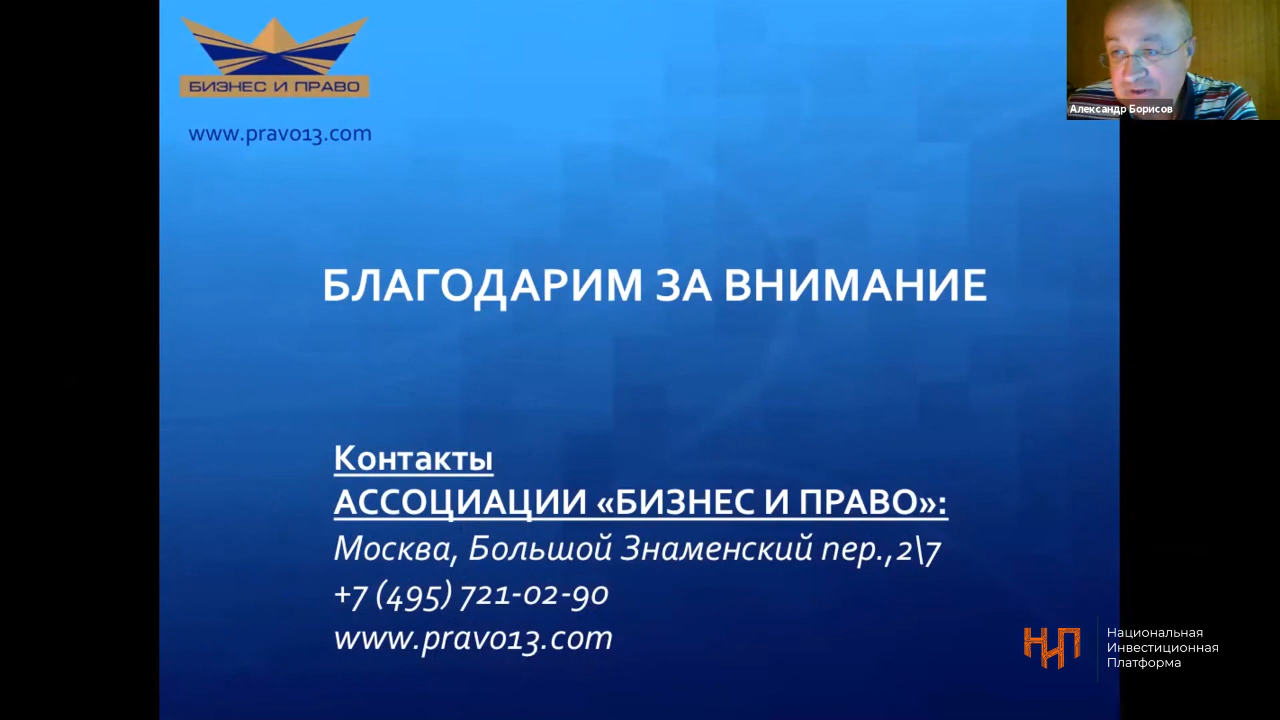 БИЗНЕС И ПРАВО
www.pravo13.com
Александр Борисов
БЛАГОДАРИМ ЗА ВНИМАНИЕ
Контакты
АССОЦИАЦИИ «БИЗНЕС И ПРАВО»:
Москва, Большой Знаменский пер.,2\7
+7 (495) 721-02-90
www.pravo13.com
НИП
Национальная
Инвестиционная
Платформа